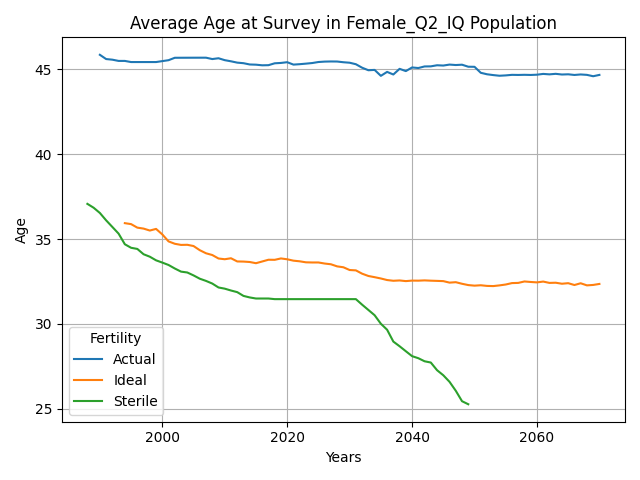 Average Age at Survey in Female_Q2_IQ Population
Age
45
40
35
30
25
Fertility
Actual
Ideal
Sterile
2000
2020
2040
2060
Years